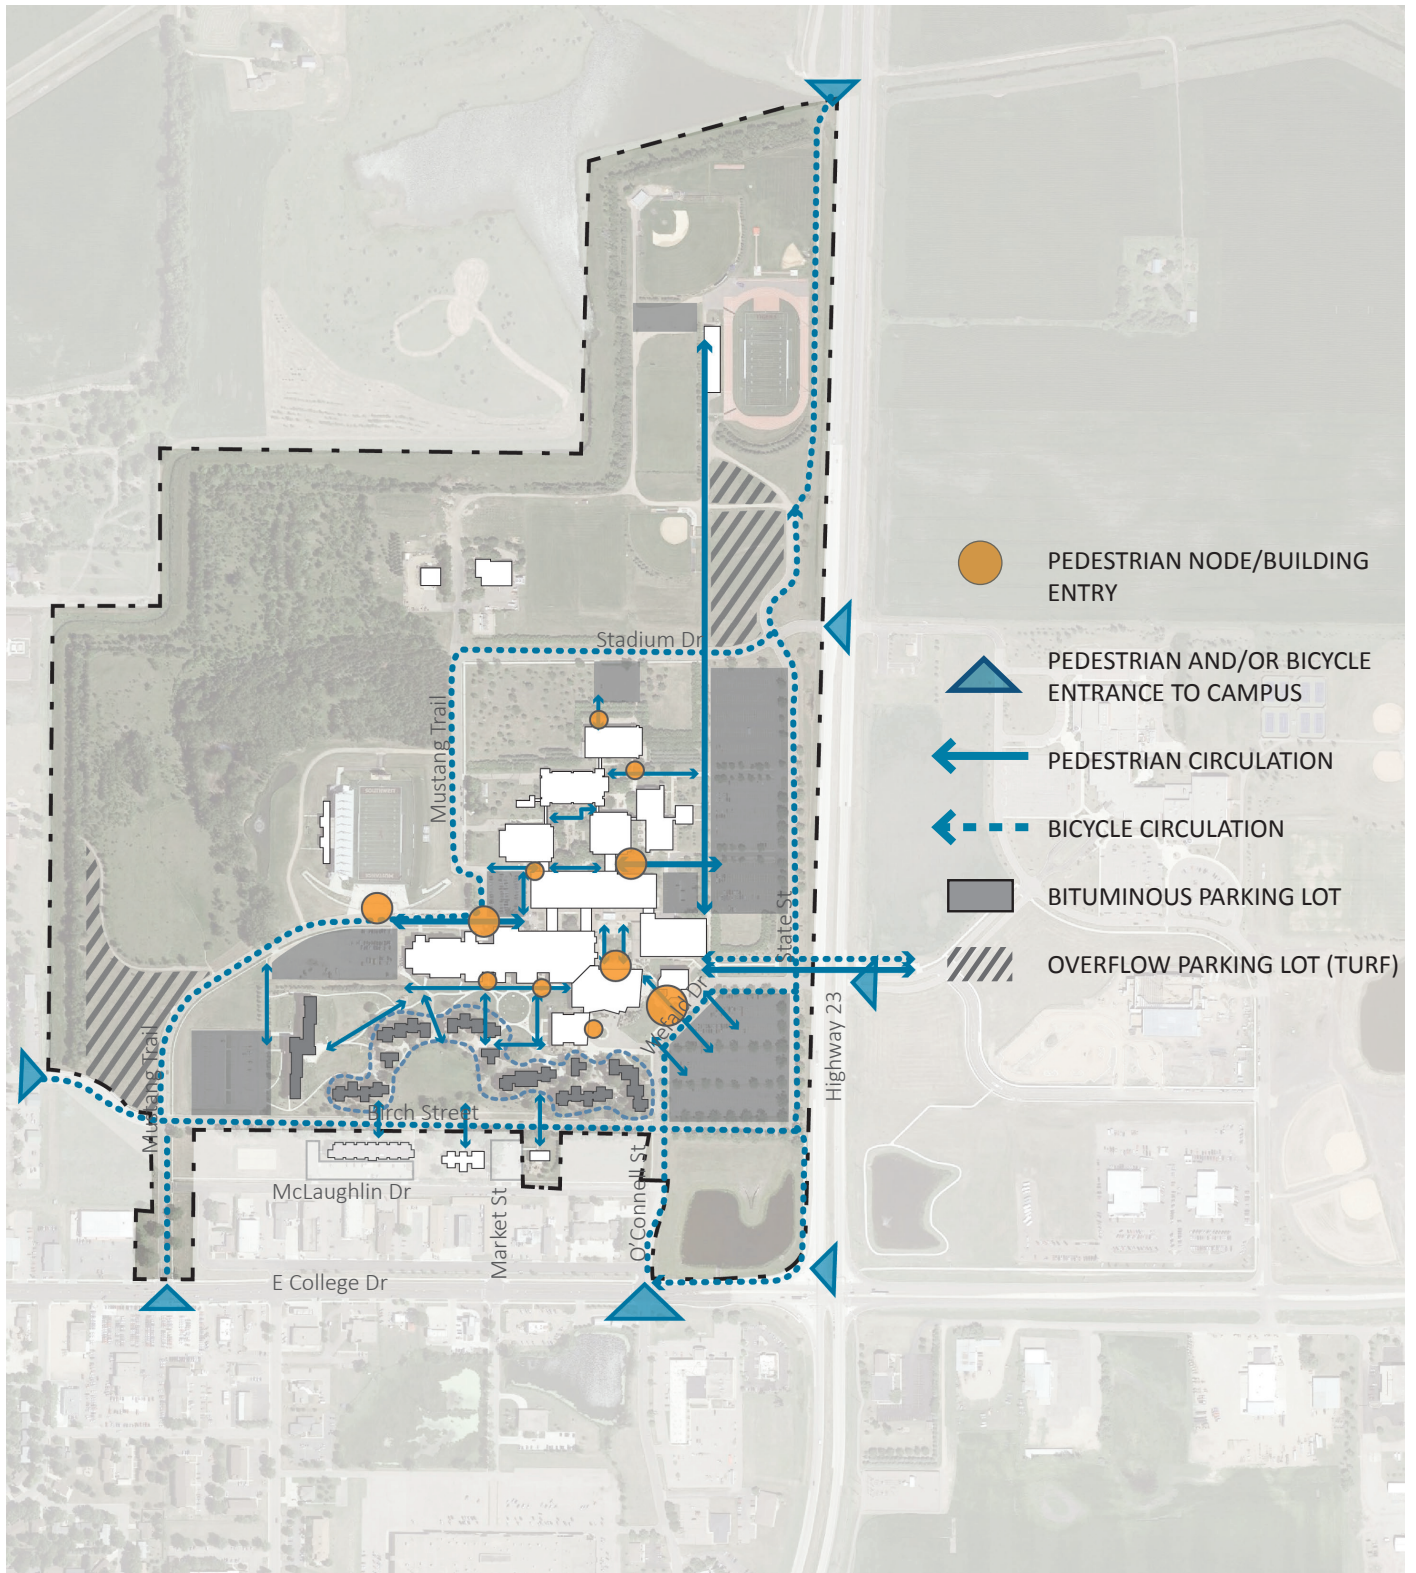 PEDESTRIAN NODE/BUILDING
ENTRY
Stadium Dr
PEDESTRIAN AND/OR BICYCLE
ENTRANCE TO CAMPUS
Mustang Trail
PEDESTRIAN CIRCULATION
BICYCLE CIRCULATION
BITUMINOUS PARKING LOT
State St
OVERFLOW PARKING LOT (TURF)
Wiefald Dr
Highway 23
Mustang Trail
Birch Street
McLaughlin Dr
Market St
O'Connell St
E College Dr